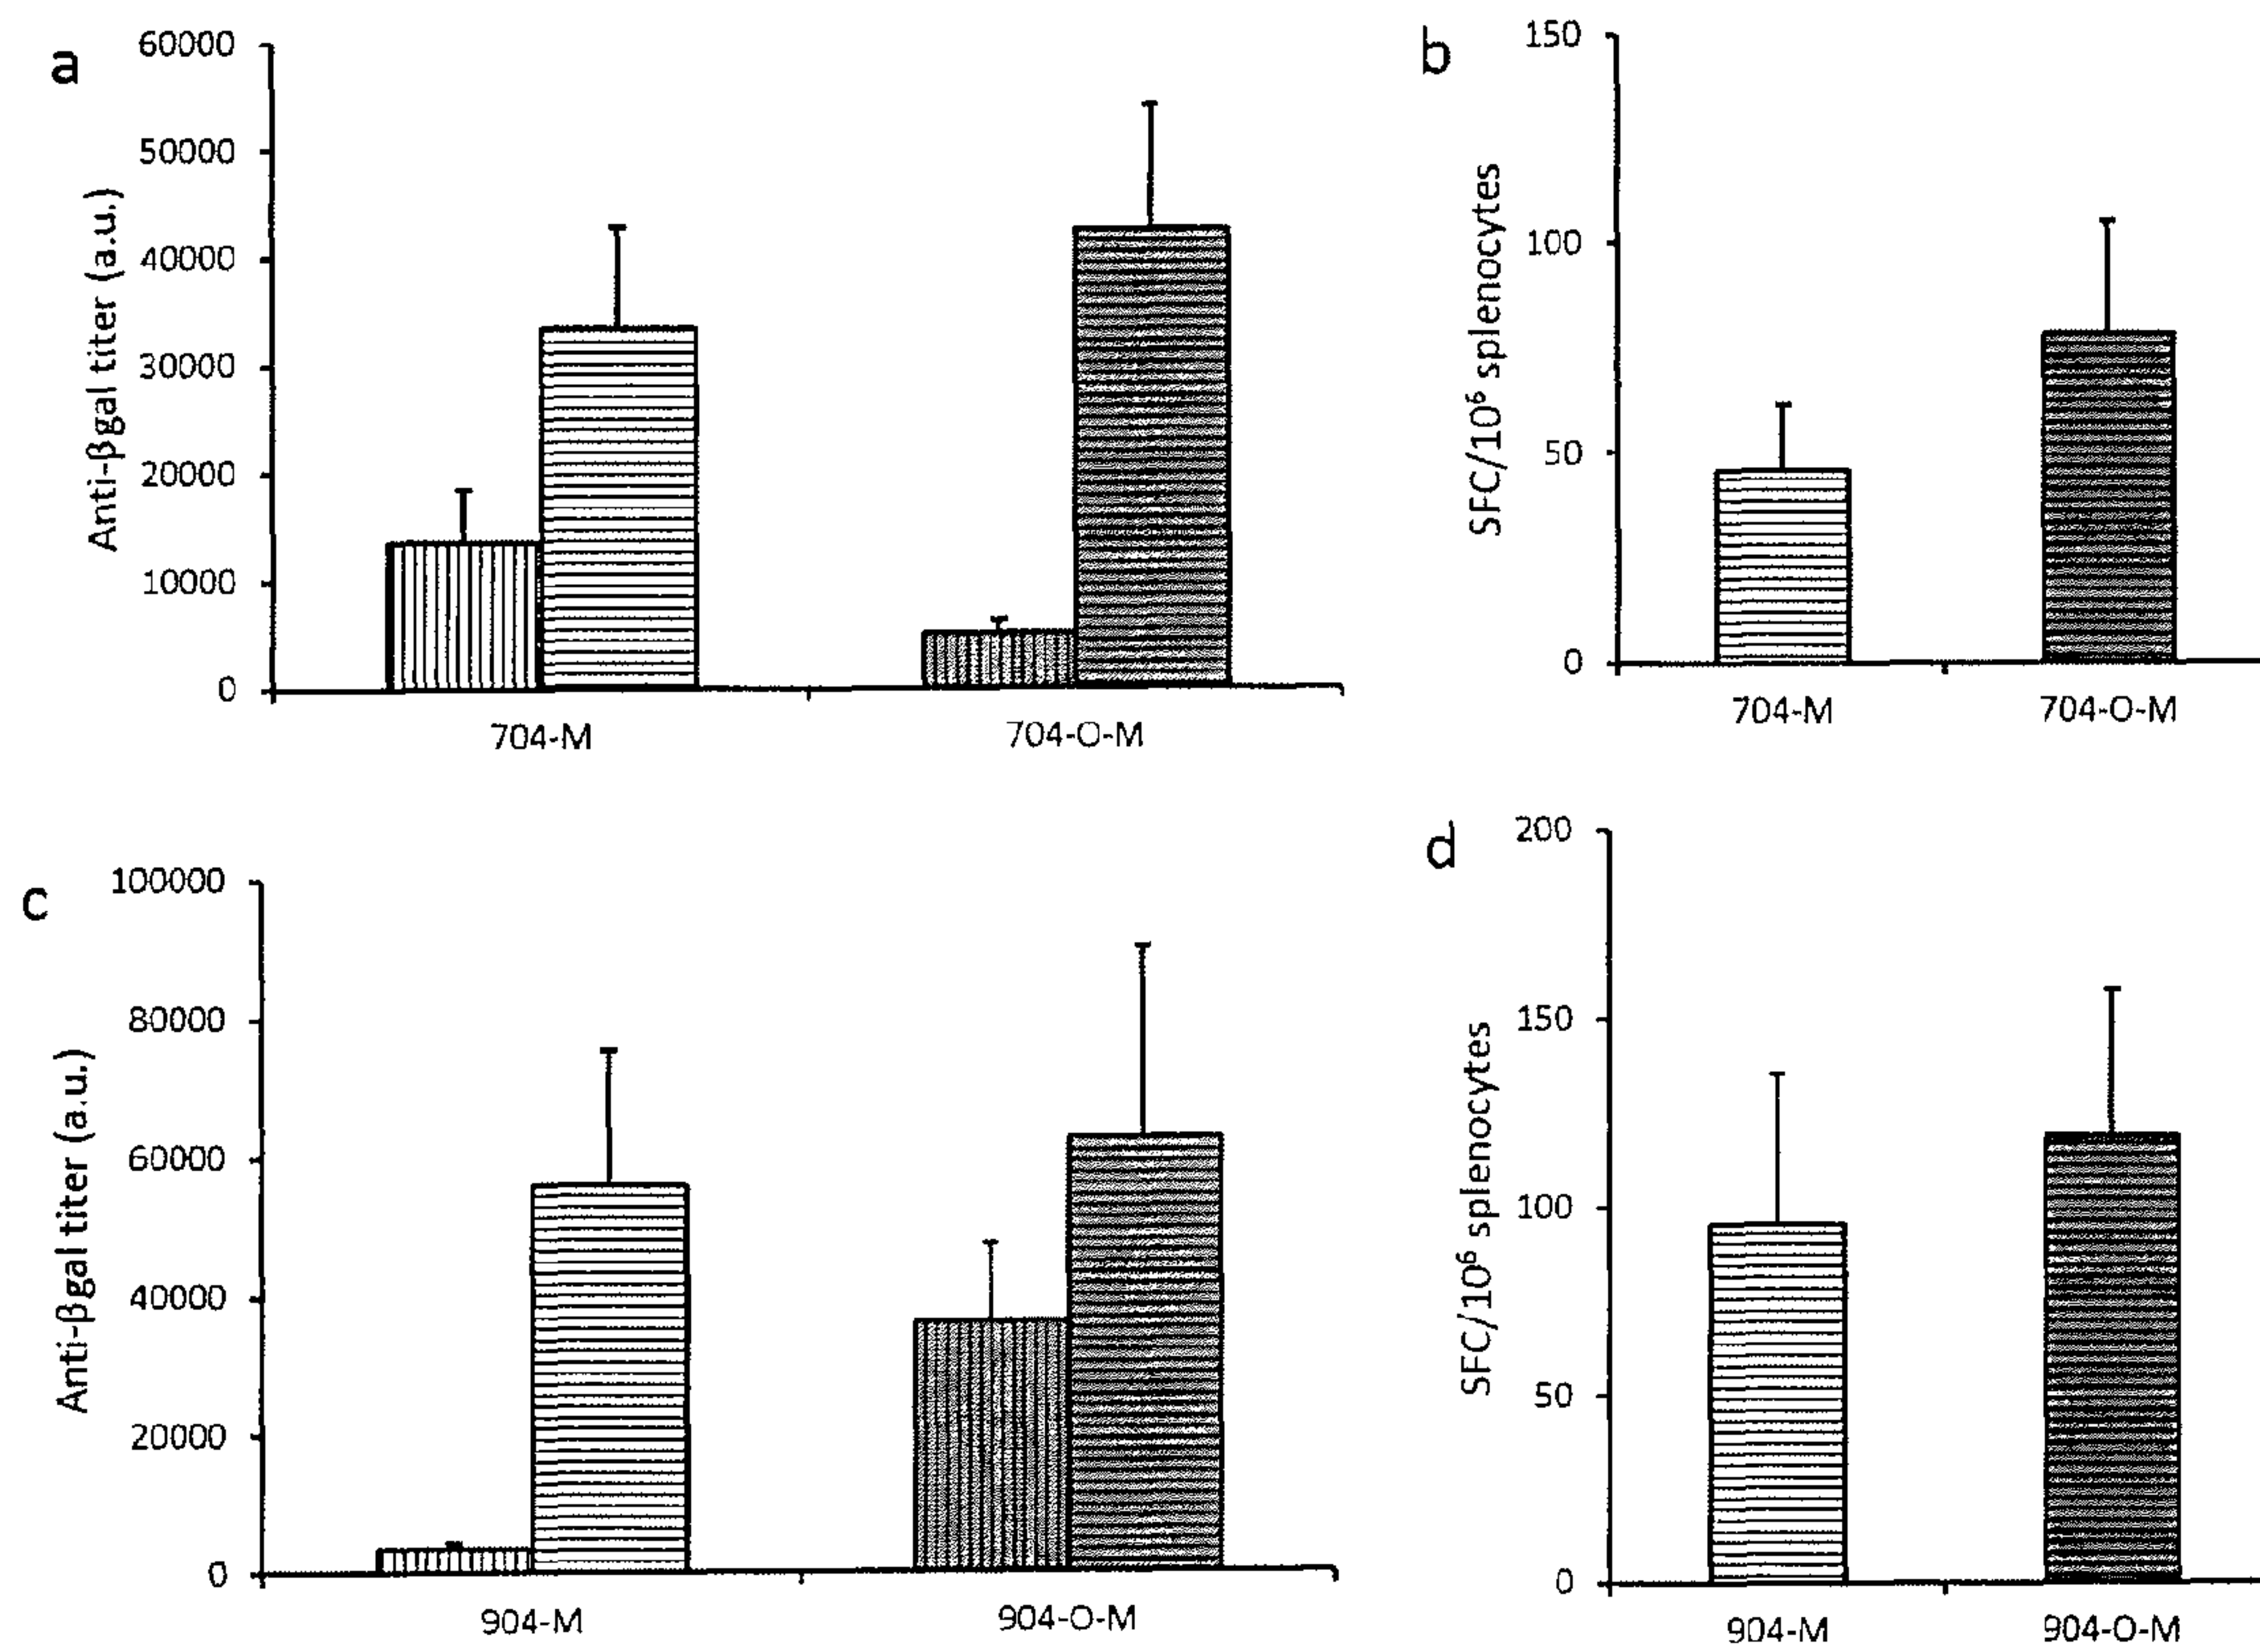 a
Anti-βgal titer (a.u.)
60000
50000
40000
30000
20000
10000
0
704-M 704-O-M
b
SFC/10⁶ splenocytes
150
100
50
0
704-M 704-O-M
c
Anti-βgal titer (a.u.)
100000
80000
60000
40000
20000
0
904-M 904-O-M
d
SFC/10⁶ splenocytes
200
150
100
50
0
904-M 904-O-M